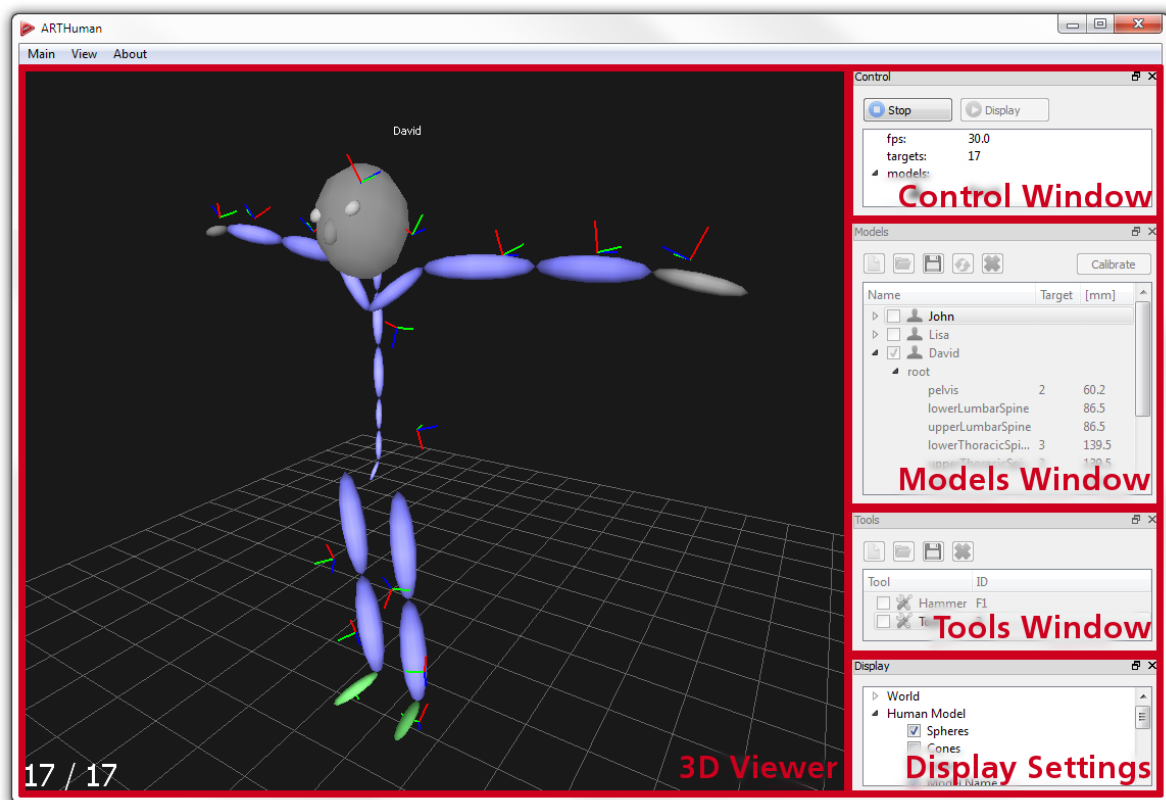 ARTHuman
Main View About
David
17 / 17
3D Viewer
Control
Stop Display
fps: 30.0
targets: 17
models:
Control Window
Models
Calibrate
Name Target [mm]
John
Lisa
David
root
pelvis 2 60.2
lowerLumbarSpine 86.5
upperLumbarSpine 86.5
lowerThoracicSpi... 3 139.5
Models Window
Tools
Tool ID
Hammer F1
Tools Window
Display
World
Human Model
Spheres
Cones
Display Settings
Model Name